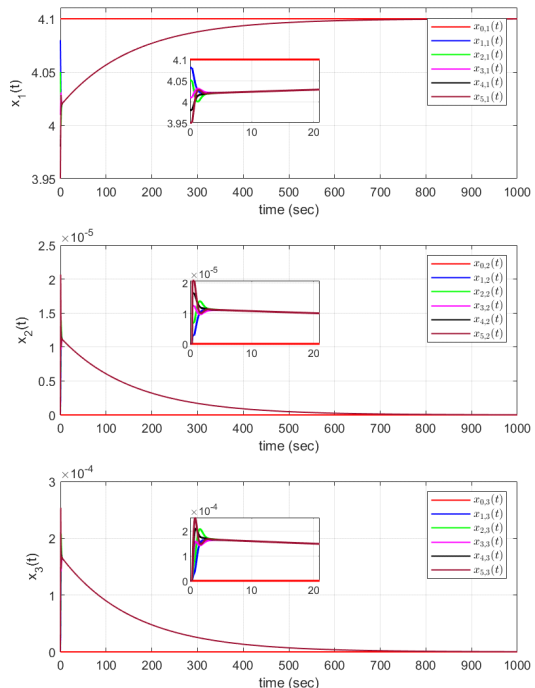 4.1
4.05
4
3.95
x1(t)
0 100 200 300 400 500 600 700 800 900 1000
time (sec)
4.1
4.05
4
3.95
0 10 20
x0,1(t)
x1,1(t)
x2,1(t)
x3,1(t)
x4,1(t)
x5,1(t)
×10-5
2.5
2
1.5
1
0.5
0
x2(t)
0 100 200 300 400 500 600 700 800 900 1000
time (sec)
×10-5
2
1
0
0 10 20
x0,2(t)
x1,2(t)
x2,2(t)
x3,2(t)
x4,2(t)
x5,2(t)
×10-4
3
2
1
0
x3(t)
0 100 200 300 400 500 600 700 800 900 1000
time (sec)
×10-4
2
1
0
0 10 20
x0,3(t)
x1,3(t)
x2,3(t)
x3,3(t)
x4,3(t)
x5,3(t)